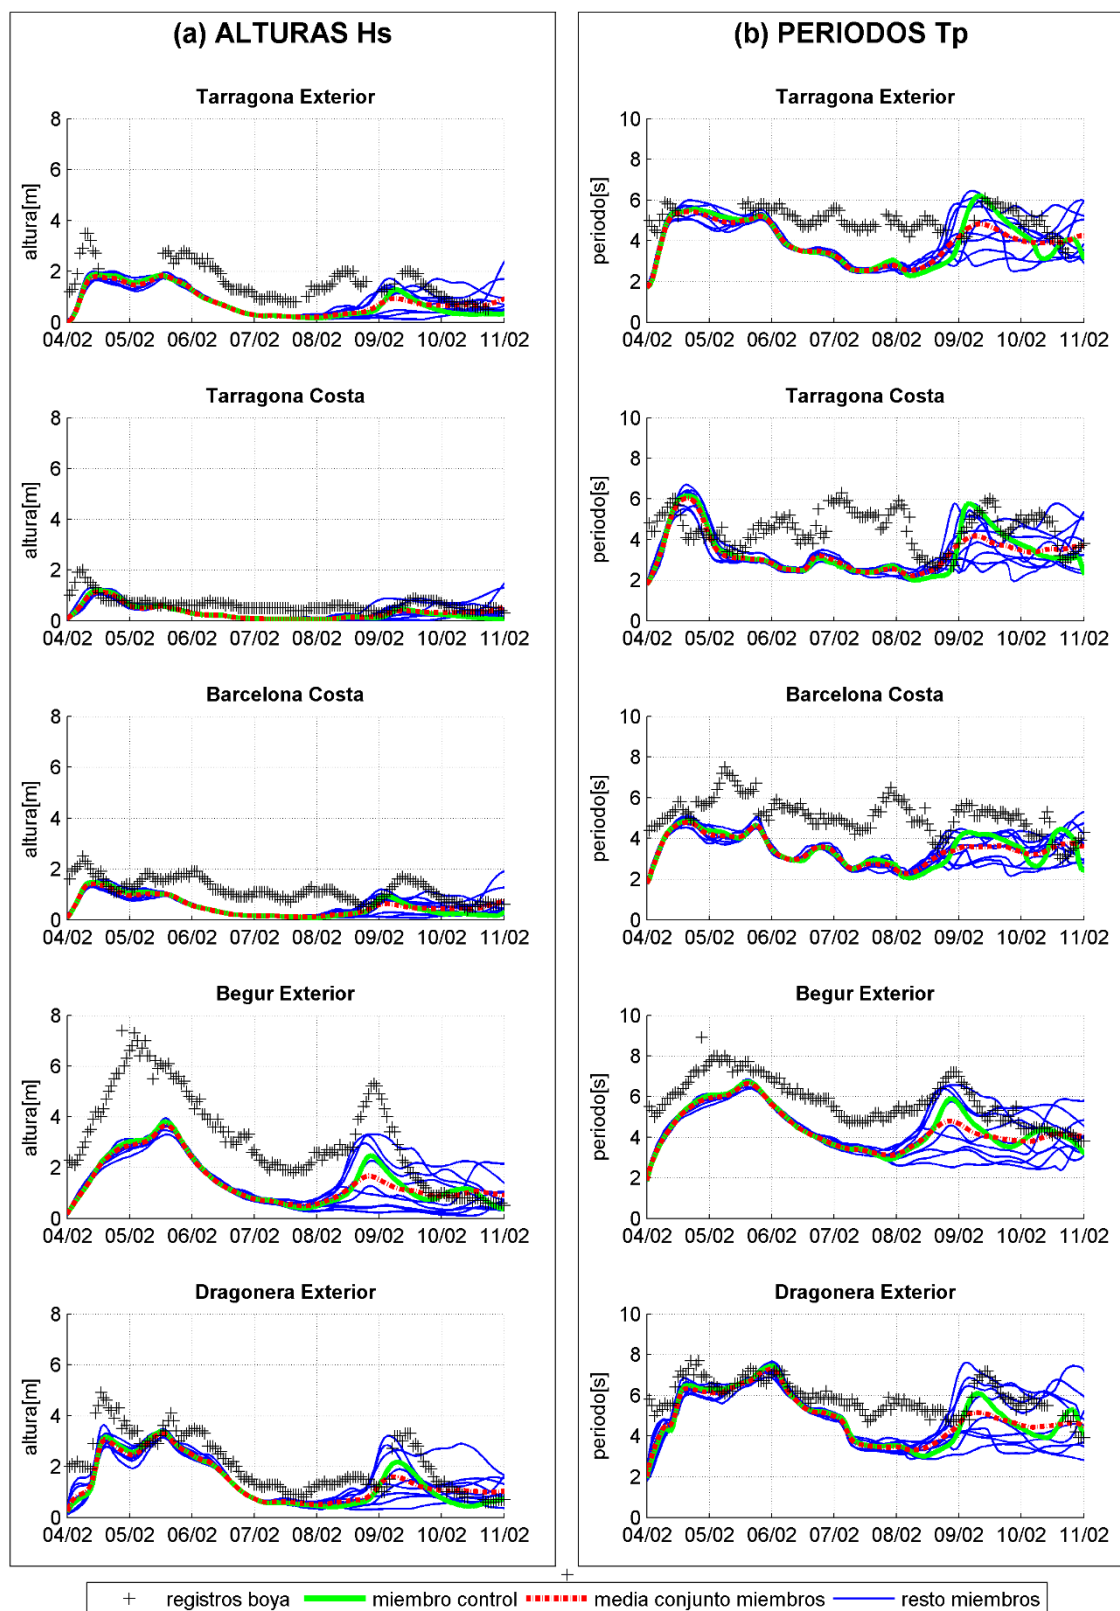 (a) ALTURAS Hs
Tarragona Exterior
altura[m]
8
6
4
2
0
04/02 05/02 06/02 07/02 08/02 09/02 10/02 11/02
Tarragona Costa
altura[m]
8
6
4
2
0
04/02 05/02 06/02 07/02 08/02 09/02 10/02 11/02
Barcelona Costa
altura[m]
8
6
4
2
0
04/02 05/02 06/02 07/02 08/02 09/02 10/02 11/02
Begur Exterior
altura[m]
8
6
4
2
0
04/02 05/02 06/02 07/02 08/02 09/02 10/02 11/02
Dragonera Exterior
altura[m]
8
6
4
2
0
04/02 05/02 06/02 07/02 08/02 09/02 10/02 11/02
(b) PERIODOS Tp
Tarragona Exterior
periodo[s]
10
8
6
4
2
0
04/02 05/02 06/02 07/02 08/02 09/02 10/02 11/02
Tarragona Costa
periodo[s]
10
8
6
4
2
0
04/02 05/02 06/02 07/02 08/02 09/02 10/02 11/02
Barcelona Costa
periodo[s]
10
8
6
4
2
0
04/02 05/02 06/02 07/02 08/02 09/02 10/02 11/02
Begur Exterior
periodo[s]
10
8
6
4
2
0
04/02 05/02 06/02 07/02 08/02 09/02 10/02 11/02
Dragonera Exterior
periodo[s]
10
8
6
4
2
0
04/02 05/02 06/02 07/02 08/02 09/02 10/02 11/02
registros boya miembro control media conjunto miembros resto miembros